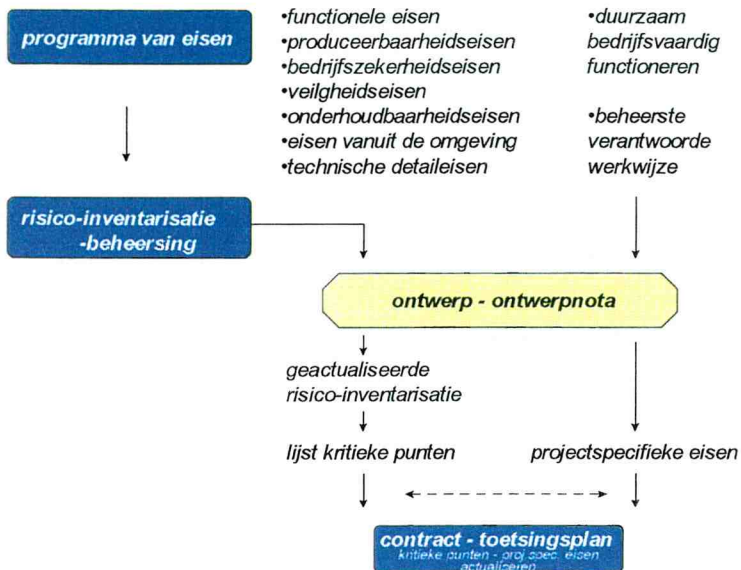 programma van eisen
•functionele eisen
•produceerbaarheidseisen
•bedrijfszekerheidseisen
•veilgheidseisen
•onderhoudbaarheidseisen
•eisen vanuit de omgeving
•technische detaileisen
•duurzaam
bedrijfsvaardig
functioneren
•beheerste
verantwoorde
werkwijze
risico-inventarisatie
-beheersing
ontwerp - ontwerpnota
geactualiseerde
risico-inventarisatie
lijst kritieke punten
projectspecifieke eisen
contract - toetsingsplan
kritieke punten - proj.spec. eisen
actualiseren